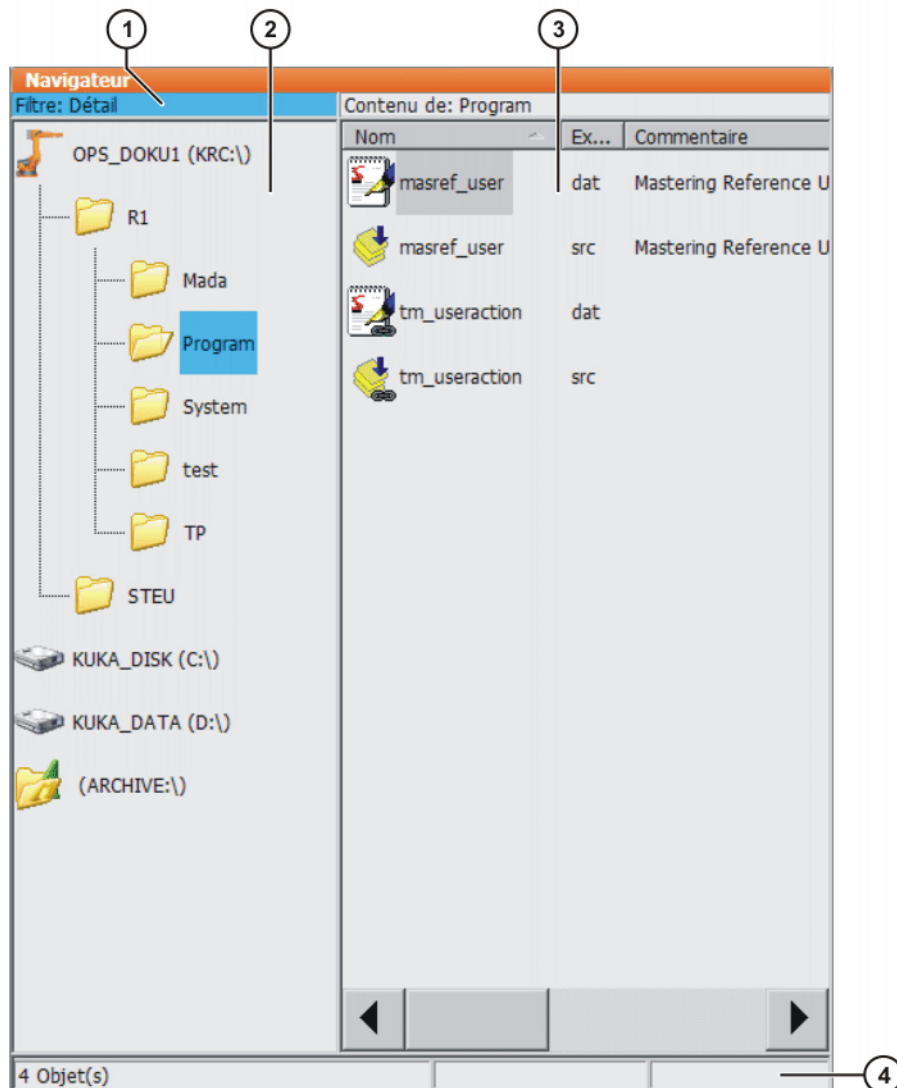 1 2 3
Navigateur
Filtre: Détail
Contenu de: Program
Nom Ex... Commentaire
OPS_DOKU1 (KRC:\)
R1
Mada
Program
System
test
TP
STEU
KUKA_DISK (C:\)
KUKA_DATA (D:\)
(ARCHIVE:\)
masref_user dat Mastering Reference U
masref_user src Mastering Reference U
tm_useraction dat
tm_useraction src
4 Objet(s)
4